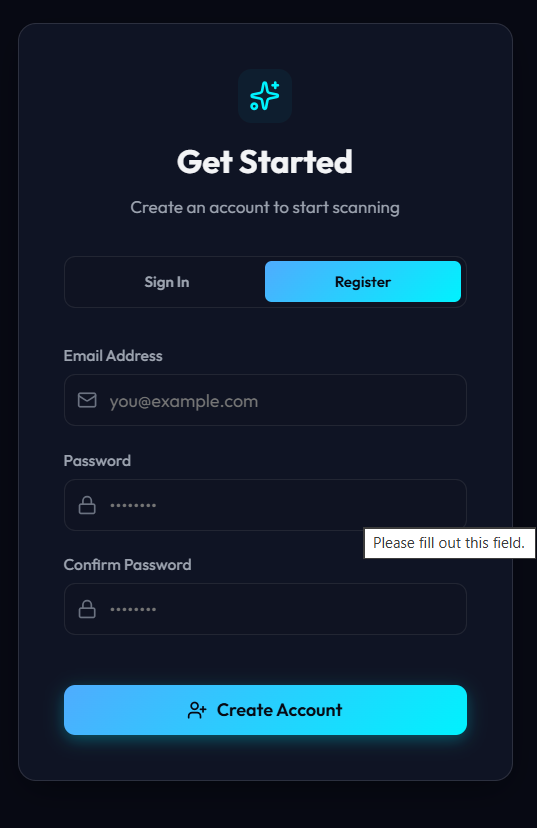 Get Started
Create an account to start scanning
Sign In
Register
Email Address
you@example.com
Password
••••••••
Please fill out this field.
Confirm Password
••••••••
Create Account